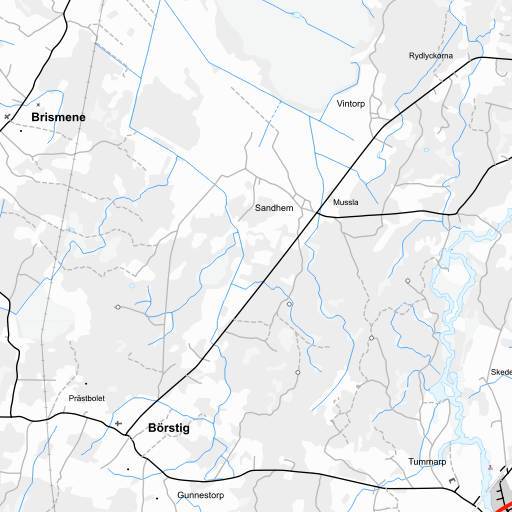 Rydlyckorna
Vintorp
Brismene
Mussla
Sandhem
Skede
Prästbolet
Börstig
Tummarp
Gunnestorp